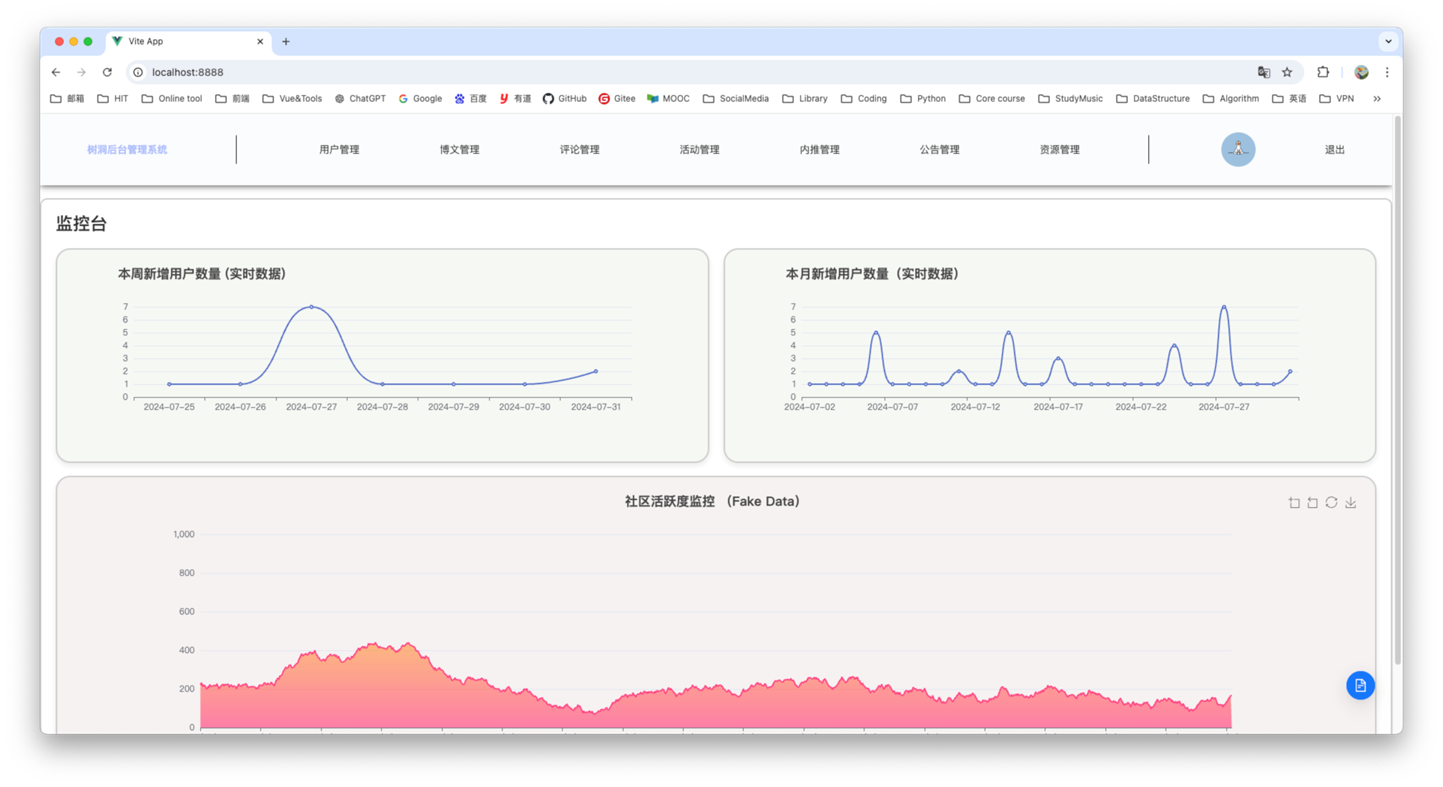 Vite App
localhost:8888
邮箱 HIT Online tool 前端 Vue&Tools ChatGPT Google 百度 有道 GitHub Gitee MOOC SocialMedia Library Coding Python Core course StudyMusic DataStructure Algorithm 英语 VPN
树洞后台管理系统 用户管理 博文管理 评论管理 活动管理 内推管理 公告管理 资源管理 退出
监控台
本周新增用户数量 (实时数据)
7
6
5
4
3
2
1
0
2024-07-25 2024-07-26 2024-07-27 2024-07-28 2024-07-29 2024-07-30 2024-07-31
本月新增用户数量（实时数据）
7
6
5
4
3
2
1
0
2024-07-02 2024-07-07 2024-07-12 2024-07-17 2024-07-22 2024-07-27
社区活跃度监控 （Fake Data）
1,000
800
600
400
200
0